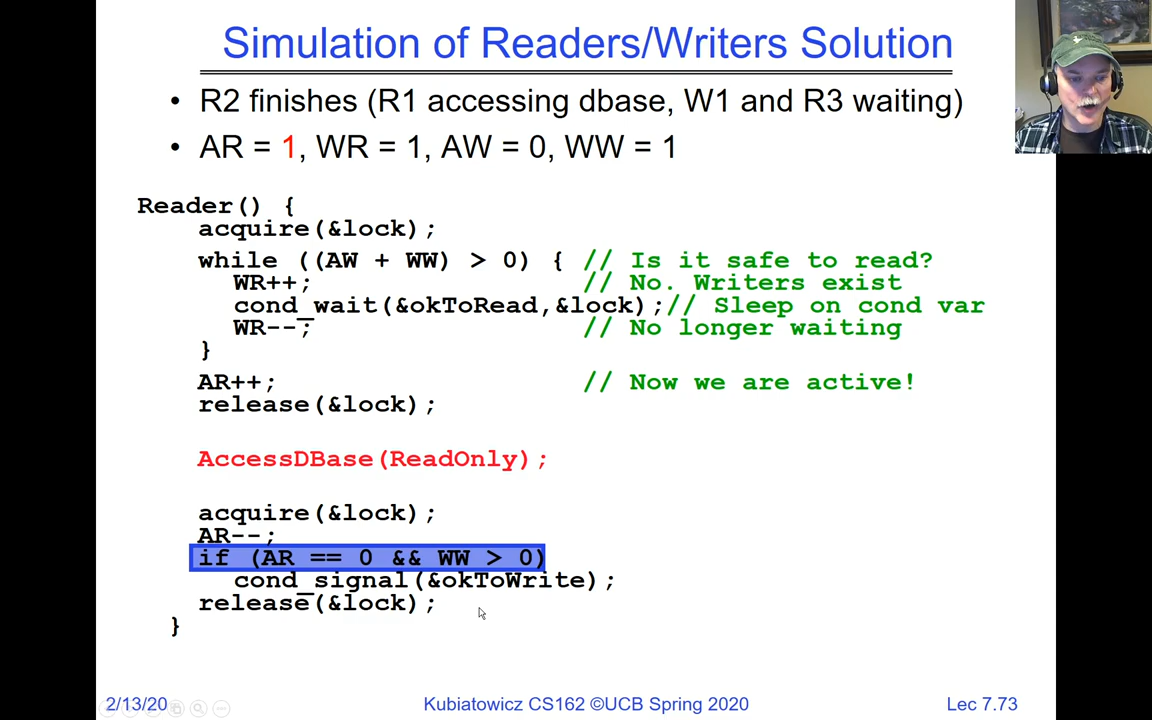 Simulation of Readers/Writers Solution
• R2 finishes (R1 accessing dbase, W1 and R3 waiting)
• AR = 1, WR = 1, AW = 0, WW = 1
Reader() {
acquire(&lock);
while ((AW + WW) > 0) { // Is it safe to read?
WR++; // No. Writers exist
cond_wait(&okToRead,&lock);// Sleep on cond var
WR--; // No longer waiting
}
AR++; // Now we are active!
release(&lock);
AccessDBase(ReadOnly);
acquire(&lock);
AR--;
if (AR == 0 && WW > 0)
cond_signal(&okToWrite);
release(&lock);
}
2/13/20 Kubiatowicz CS162 ©UCB Spring 2020 Lec 7.73